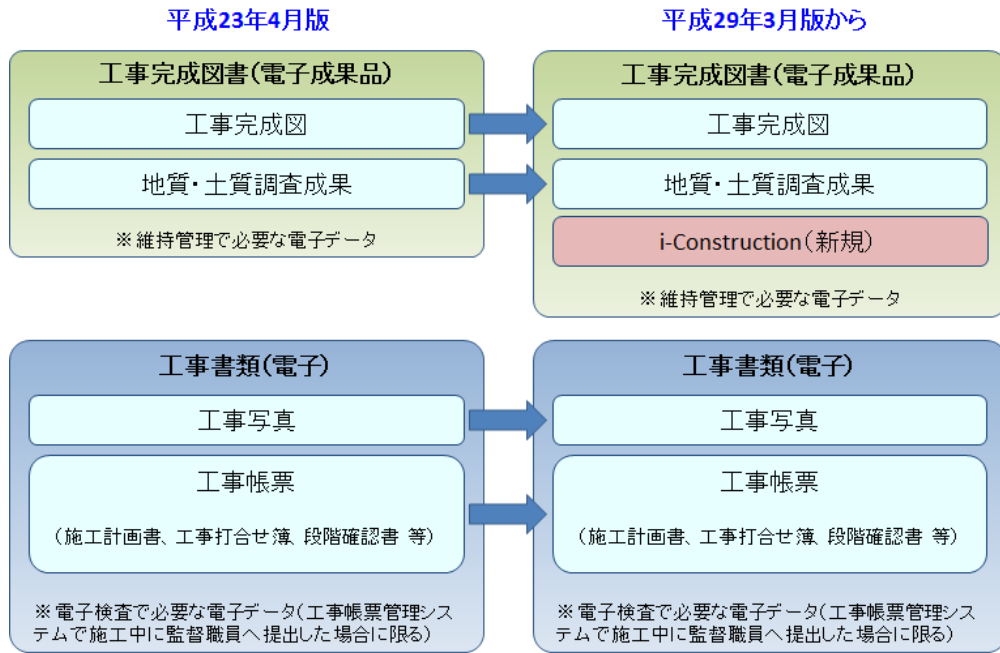 平成23年4月版
工事完成図書(電子成果品)
工事完成図
地質・土質調査成果
※維持管理で必要な電子データ
工事書類(電子)
工事写真
工事帳票
(施工計画書、工事打合せ簿、段階確認書 等)
※電子検査で必要な電子データ(工事帳票管理シス
テムで施工中に監督職員へ提出した場合に限る)
平成29年3月版から
工事完成図書(電子成果品)
工事完成図
地質・土質調査成果
i-Construction(新規)
※維持管理で必要な電子データ
工事書類(電子)
工事写真
工事帳票
(施工計画書、工事打合せ簿、段階確認書 等)
※電子検査で必要な電子データ(工事帳票管理シス
テムで施工中に監督職員へ提出した場合に限る)